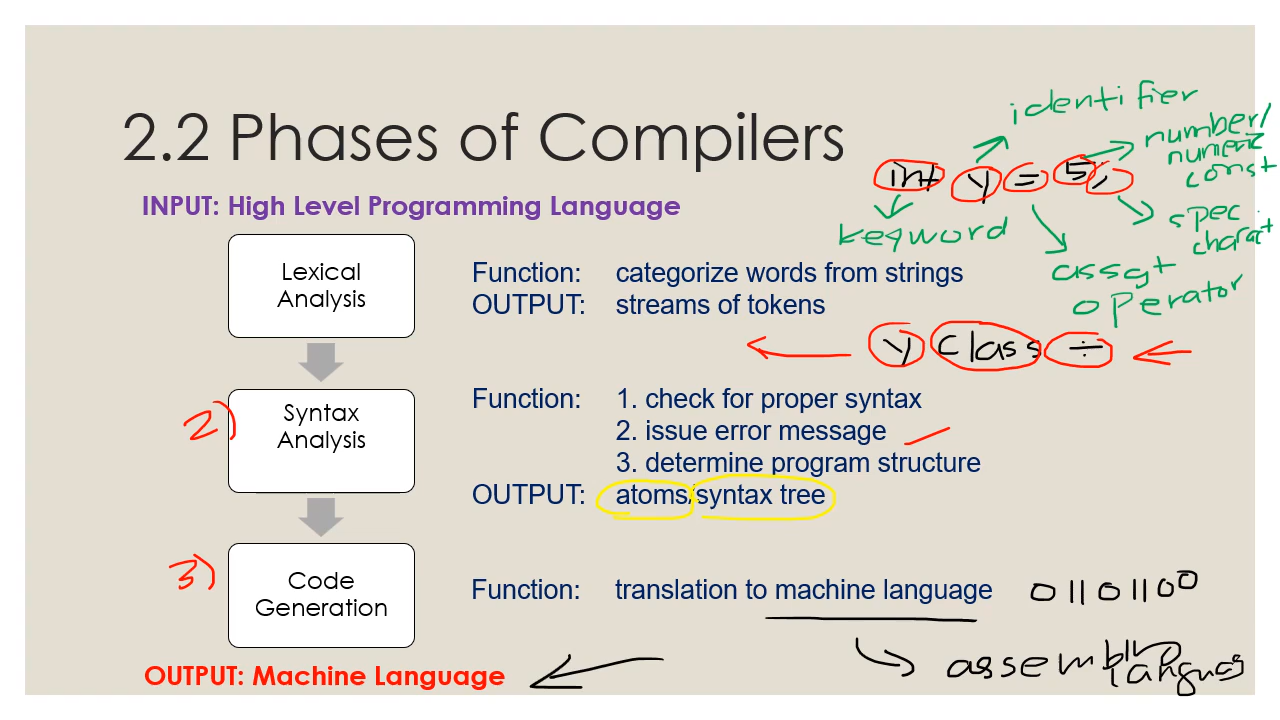 2.2 Phases of Compilers
identifier
number/
numeric
const
int y = 5;
keyword
spec
charact
assgt
operator
INPUT: High Level Programming Language
Lexical
Analysis
Function: categorize words from strings
OUTPUT: streams of tokens
y class ÷
2)
Syntax
Analysis
Function: 1. check for proper syntax
2. issue error message
3. determine program structure
OUTPUT: atoms/syntax tree
3)
Code
Generation
Function: translation to machine language
01101100
assembly
OUTPUT: Machine Language